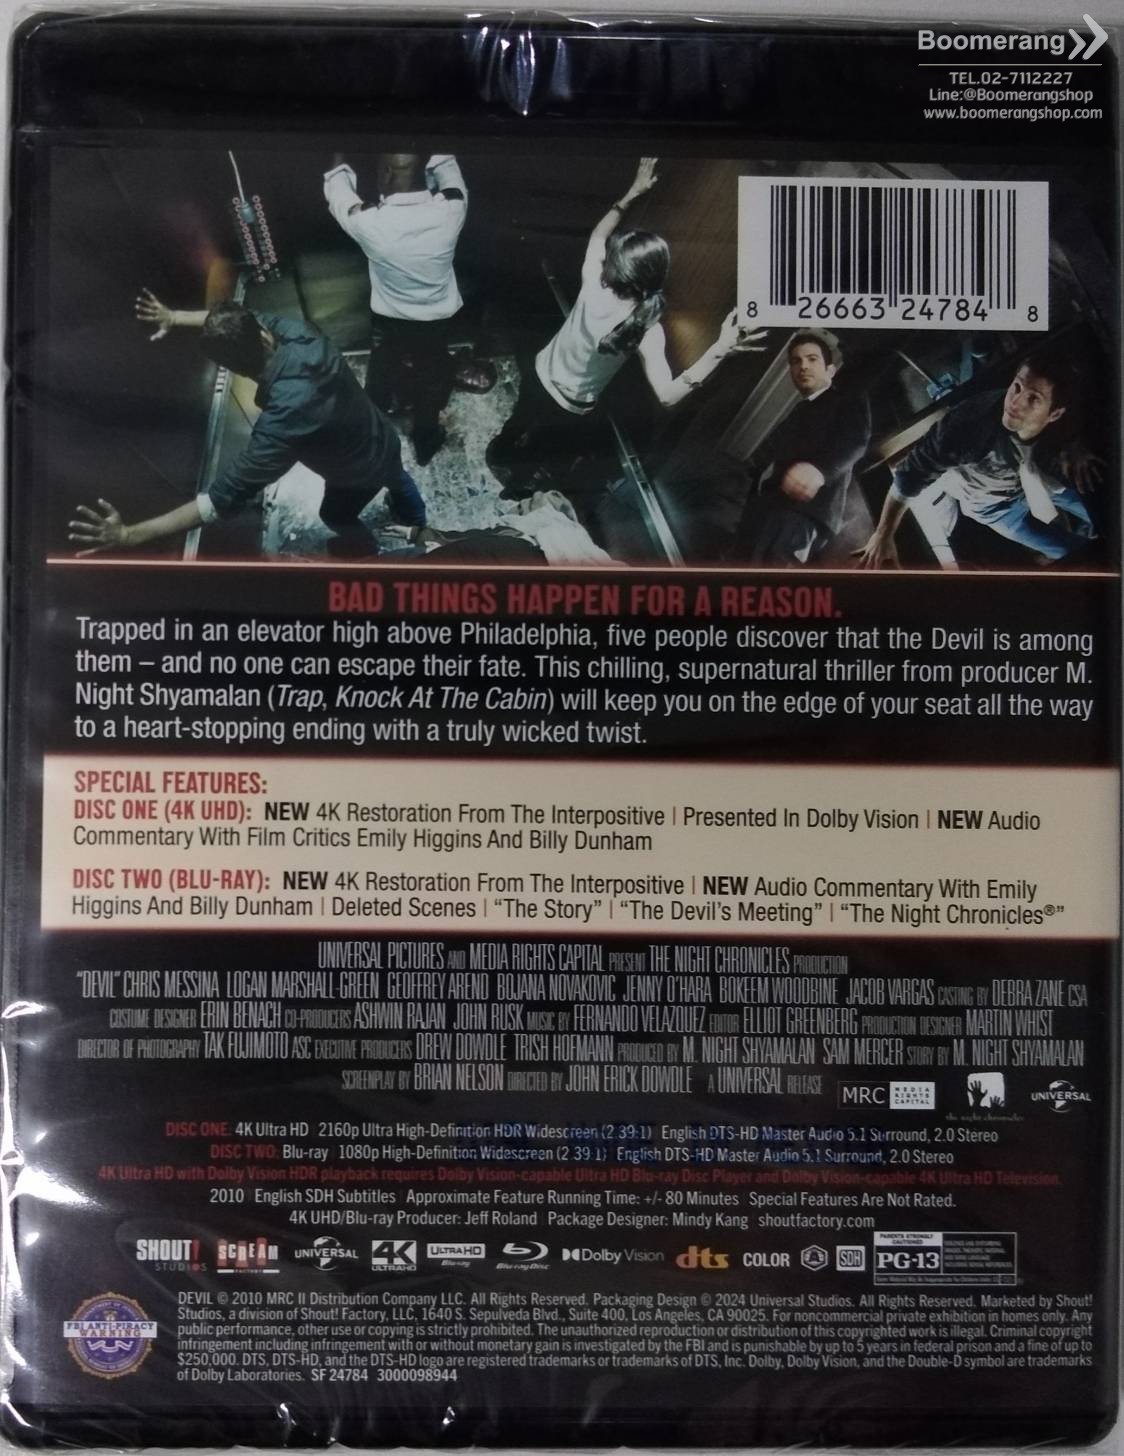 Boomerang
TEL.02-7112227
Line:@Boomerangshop
www.boomerangshop.com
8 26663 24784 8
BAD THINGS HAPPEN FOR A REASON.
Trapped in an elevator high above Philadelphia, five people discover that the Devil is among
them – and no one can escape their fate. This chilling, supernatural thriller from producer M.
Night Shyamalan (Trap, Knock At The Cabin) will keep you on the edge of your seat all the way
to a heart-stopping ending with a truly wicked twist.
SPECIAL FEATURES:
DISC ONE (4K UHD): NEW 4K Restoration From The Interpositive | Presented In Dolby Vision | NEW Audio
Commentary With Film Critics Emily Higgins And Billy Dunham
DISC TWO (BLU-RAY): NEW 4K Restoration From The Interpositive | NEW Audio Commentary With Emily
Higgins And Billy Dunham | Deleted Scenes | “The Story” | “The Devil’s Meeting” | “The Night Chronicles®”
UNIVERSAL PICTURES AND MEDIA RIGHTS CAPITAL PRESENT THE NIGHT CHRONICLES PRODUCTION
“DEVIL” CHRIS MESSINA LOGAN MARSHALL-GREEN GEOFFREY AREND BOJANA NOVAKOVIC JENNY O’HARA BOKEEM WOODBINE JACOB VARGAS CASTING BY DEBRA ZANE CSA
COSTUME DESIGNER ERIN BENACH CO-PRODUCERS ASHWIN RAJAN JOHN RUSK MUSIC BY FERNANDO VELAZQUEZ EDITOR ELLIOT GREENBERG PRODUCTION DESIGNER MARTIN WHIST
DIRECTOR OF PHOTOGRAPHY TAK FUJIMOTO ASC EXECUTIVE PRODUCERS DREW DOWDLE TRISH HOFMANN PRODUCED BY M. NIGHT SHYAMALAN SAM MERCER STORY BY M. NIGHT SHYAMALAN
SCREENPLAY BY BRIAN NELSON DIRECTED BY JOHN ERICK DOWDLE A UNIVERSAL RELEASE
MRC MEDIA RIGHTS CAPITAL the night chronicles UNIVERSAL
DISC ONE: 4K Ultra HD 2160p Ultra High-Definition HDR Widescreen (2.39:1) English DTS-HD Master Audio 5.1 Surround, 2.0 Stereo
DISC TWO: Blu-ray 1080p High-Definition Widescreen (2.39:1) English DTS-HD Master Audio 5.1 Surround, 2.0 Stereo
4K Ultra HD with Dolby Vision HDR playback requires Dolby Vision-capable Ultra HD Blu-ray Disc Player and Dolby Vision-capable 4K Ultra HD Television.
2010 English SDH Subtitles Approximate Feature Running Time: +/- 80 Minutes Special Features Are Not Rated.
4K UHD/Blu-ray Producer: Jeff Roland Package Designer: Mindy Kang shoutfactory.com
SHOUT! STUDIOS SCREAM FACTORY UNIVERSAL 4K ULTRA HD ULTRA HD Blu-ray Blu-ray Disc Dolby Vision dts COLOR SDH PARENTS STRONGLY CAUTIONED PG-13
FBI ANTI-PIRACY WARNING
DEVIL © 2010 MRC II Distribution Company LLC. All Rights Reserved. Packaging Design © 2024 Universal Studios. All Rights Reserved. Marketed by Shout!
Studios, a division of Shout! Factory, LLC, 1640 S. Sepulveda Blvd., Suite 400, Los Angeles, CA 90025. For noncommercial private exhibition in homes only. Any
public performance, other use or copying is strictly prohibited. The unauthorized reproduction or distribution of this copyrighted work is illegal. Criminal copyright
infringement including infringement with or without monetary gain is investigated by the FBI and is punishable by up to 5 years in federal prison and a fine of up to
$250,000. DTS, DTS-HD, and the DTS-HD logo are registered trademarks or trademarks of DTS, Inc. Dolby, Dolby Vision, and the Double-D symbol are trademarks
of Dolby Laboratories. SF 24784 3000098944